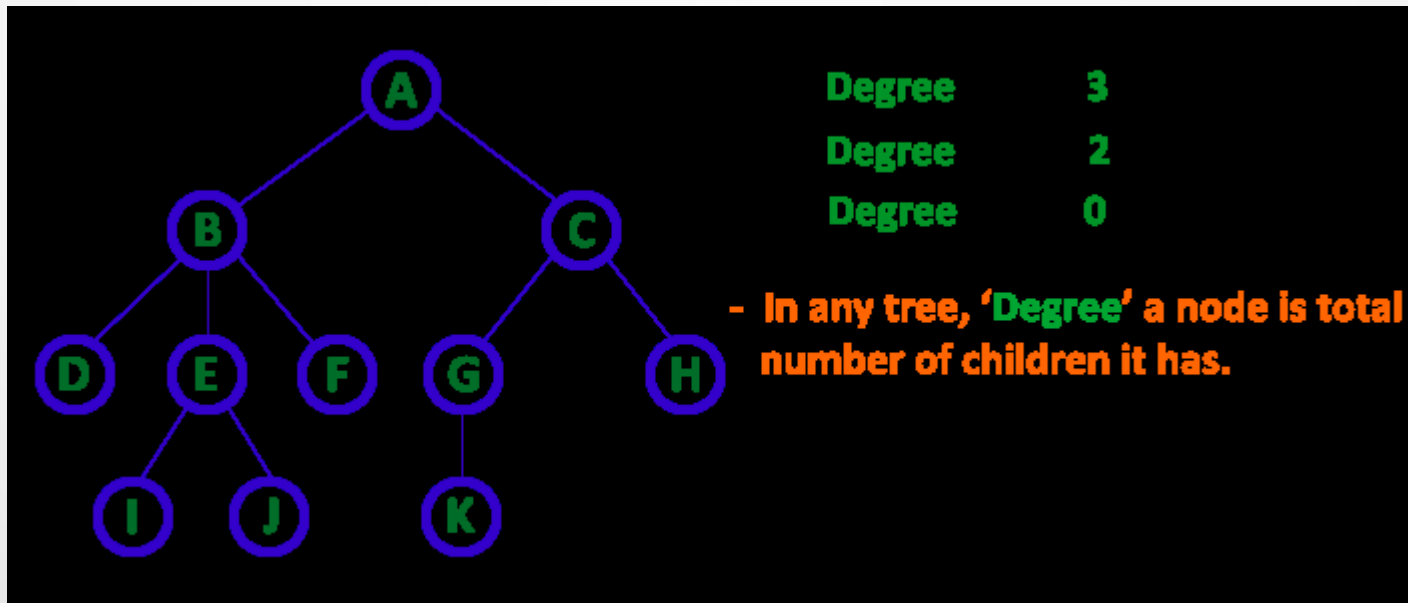 A
B C
D E F G H
I J K
Degree 3
Degree 2
Degree 0
- In any tree, ‘Degree’ a node is total
number of children it has.